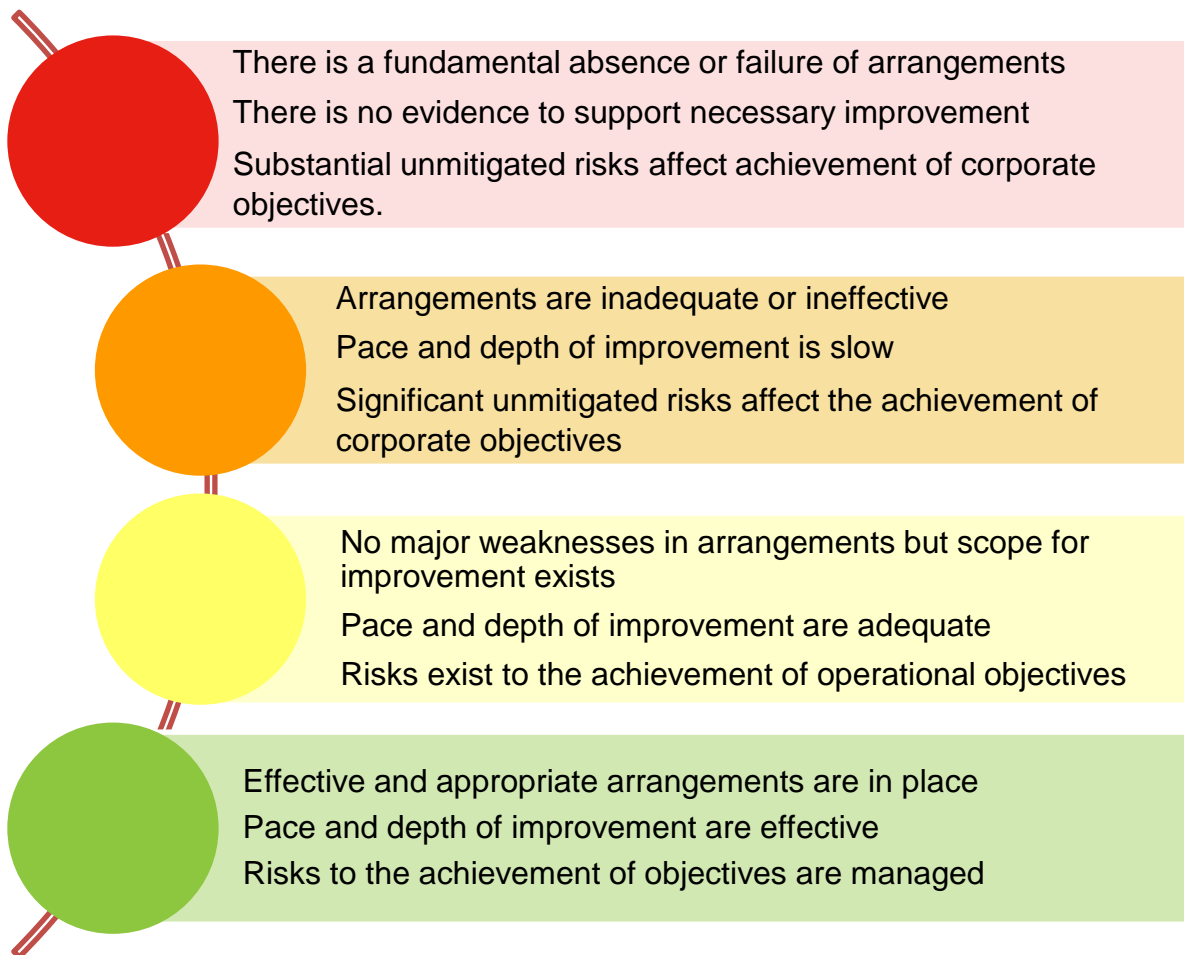 There is a fundamental absence or failure of arrangements
There is no evidence to support necessary improvement
Substantial unmitigated risks affect achievement of corporate
objectives.
Arrangements are inadequate or ineffective
Pace and depth of improvement is slow
Significant unmitigated risks affect the achievement of
corporate objectives
No major weaknesses in arrangements but scope for
improvement exists
Pace and depth of improvement are adequate
Risks exist to the achievement of operational objectives
Effective and appropriate arrangements are in place
Pace and depth of improvement are effective
Risks to the achievement of objectives are managed